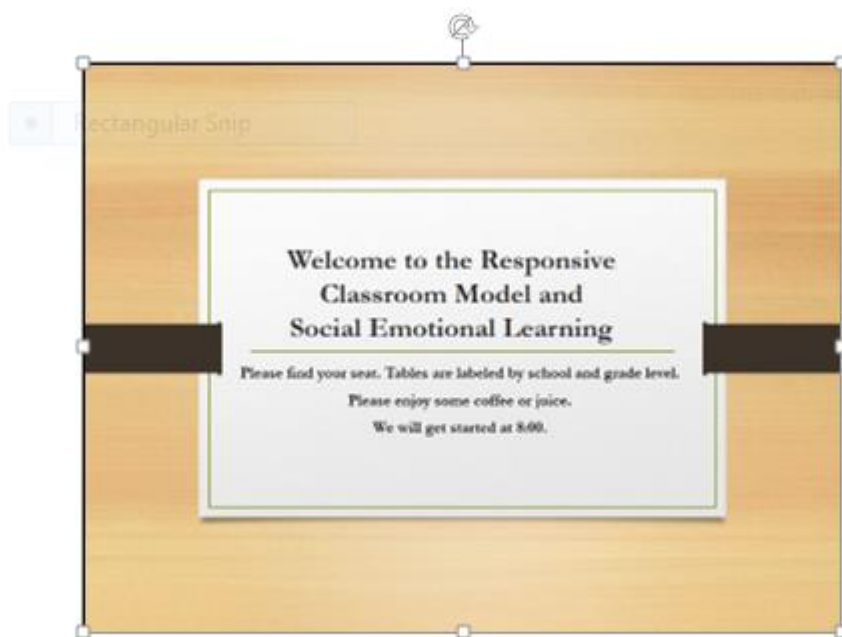 Rectangular Snip
Welcome to the Responsive
Classroom Model and
Social Emotional Learning
Please find your seat. Tables are labeled by school and grade level.
Please enjoy some coffee or juice.
We will get started at 8:00.